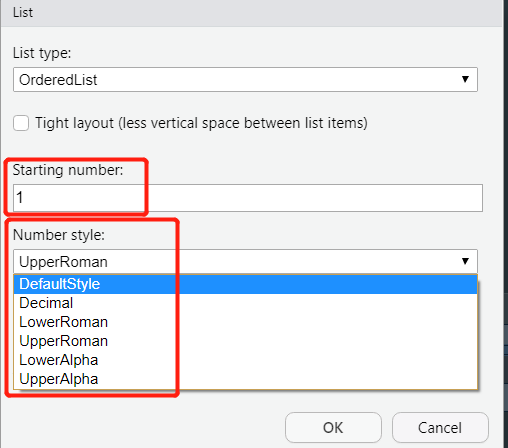 List
List type:
OrderedList
Tight layout (less vertical space between list items)
Starting number:
1
Number style:
UpperRoman
DefaultStyle
Decimal
LowerRoman
UpperRoman
LowerAlpha
UpperAlpha
OK Cancel